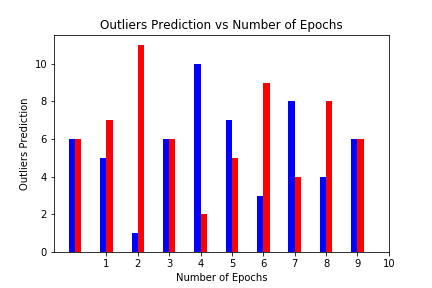 Outliers Prediction vs Number of Epochs
Outliers Prediction
10
8
6
4
2
0
1 2 3 4 5 6 7 8 9 10
Number of Epochs